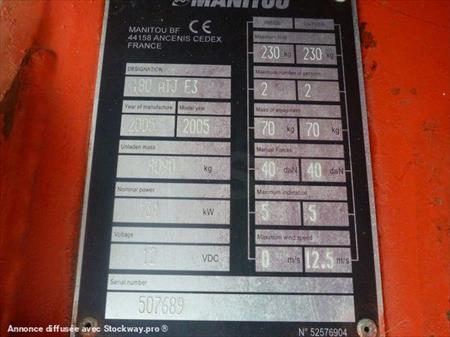 MANITOU
MANITOU BF CE
44158 ANCENIS CEDEX
FRANCE
DESIGNATION
180 ATJ E3
Year of manufacture Model year
2005 2005
Unladen mass
kg
Nominal power
kW
Voltage
12 VDC
Serial number
507689
INSIDE OUTSIDE
Maximum load
230 kg 230 kg
Maximum number of persons
2 2
Mass of equipment
70 kg 70 kg
Manual Forces
40 daN 40 daN
Maximum inclination
5 5
Maximum wind speed
0 m/s 12.5 m/s
N° 52576904
Annonce diffusée avec Stockway.pro ®